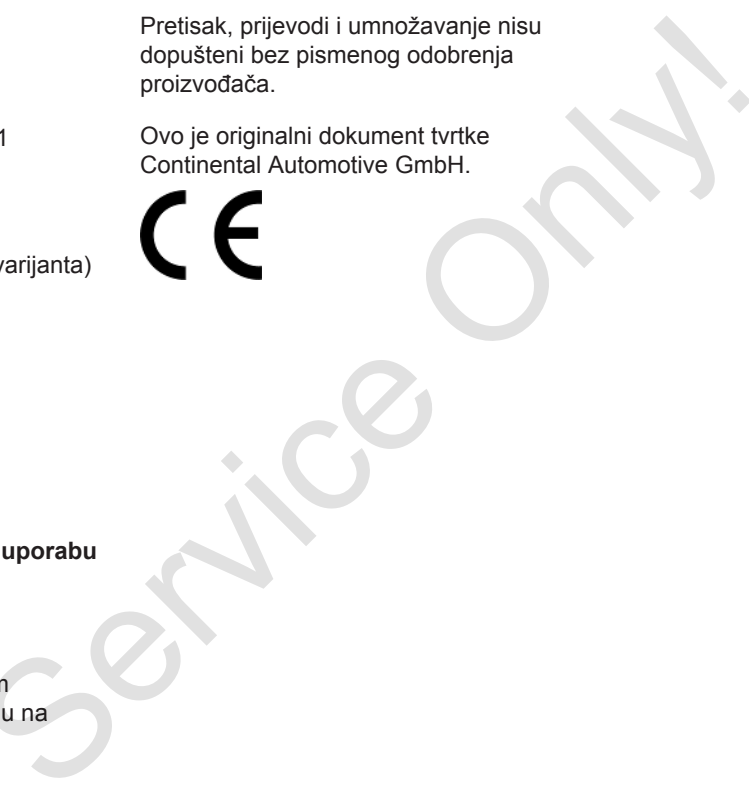 Pretisak, prijevodi i umnožavanje nisu
dopušteni bez pismenog odobrenja
proizvođača.
Ovo je originalni dokument tvrtke
Continental Automotive GmbH.
CE
1
varijanta)
uporabu
u na
Service Only!